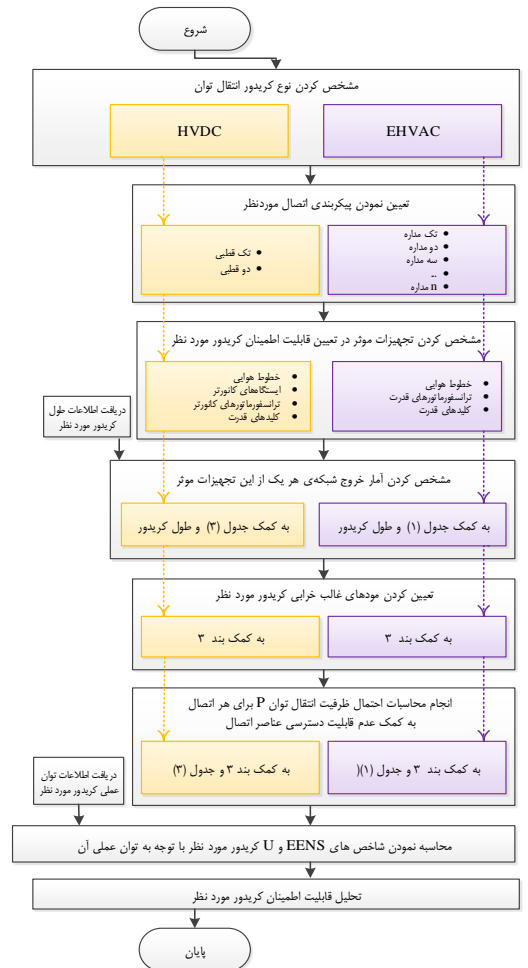 شروع
مشخص کردن نوع کریدور انتقال توان
EHVAC
HVDC
تعیین نمودن پیکربندی اتصال موردنظر
• تک مداره
• دو مداره
• سه مداره
• ...
• n مداره
• تک قطبی
• دو قطبی
مشخص کردن تجهیزات موثر در تعیین قابلیت اطمینان کریدور مورد نظر
• خطوط هوایی
• ترانسفورماتورهای قدرت
• کلیدهای قدرت
• خطوط هوایی
• ایستگاه‌های کانورتر
• ترانسفورماتورهای کانورتر
• کلیدهای قدرت
دریافت اطلاعات طول
کریدور مورد نظر
مشخص کردن آمار خروج شبکه‌ی هر یک از این تجهیزات موثر
به کمک جدول (۱) و طول کریدور
به کمک جدول (۳) و طول کریدور
تعیین کردن مودهای غالب خرابی کریدور مورد نظر
به کمک بند ۳
به کمک بند ۳
انجام محاسبات احتمال ظرفیت انتقال توان P برای هر اتصال
به کمک عدم قابلیت دسترسی عناصر اتصال
به کمک بند ۳ و جدول (۱)(
به کمک بند ۳ و جدول (۳)
دریافت اطلاعات توان
عملی کریدور مورد نظر
محاسبه نمودن شاخص های EENS و U کریدور مورد نظر با توجه به توان عملی آن
تحلیل قابلیت اطمینان کریدور مورد نظر
پایان